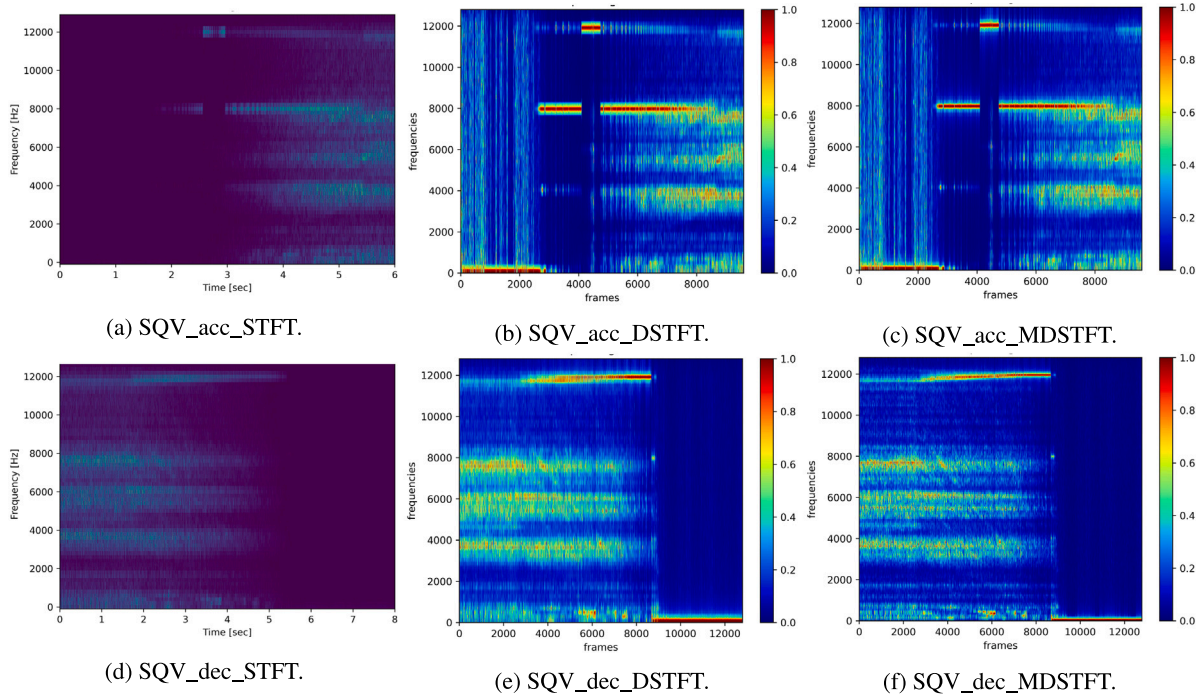 12000
10000
8000
6000
4000
2000
0
Frequency [Hz]
0 1 2 3 4 5 6
Time [sec]
(a) SQV_acc_STFT.
12000
10000
8000
6000
4000
2000
0
frequencies
0 2000 4000 6000 8000
frames
1.0
0.8
0.6
0.4
0.2
0.0
(b) SQV_acc_DSTFT.
12000
10000
8000
6000
4000
2000
0
frequencies
0 2000 4000 6000 8000
frames
1.0
0.8
0.6
0.4
0.2
0.0
(c) SQV_acc_MDSTFT.
12000
10000
8000
6000
4000
2000
0
Frequency [Hz]
0 1 2 3 4 5 6 7 8
Time [sec]
(d) SQV_dec_STFT.
12000
10000
8000
6000
4000
2000
0
frequencies
0 2000 4000 6000 8000 10000 12000
frames
1.0
0.8
0.6
0.4
0.2
0.0
(e) SQV_dec_DSTFT.
12000
10000
8000
6000
4000
2000
0
frequencies
0 2000 4000 6000 8000 10000 12000
frames
1.0
0.8
0.6
0.4
0.2
0.0
(f) SQV_dec_MDSTFT.